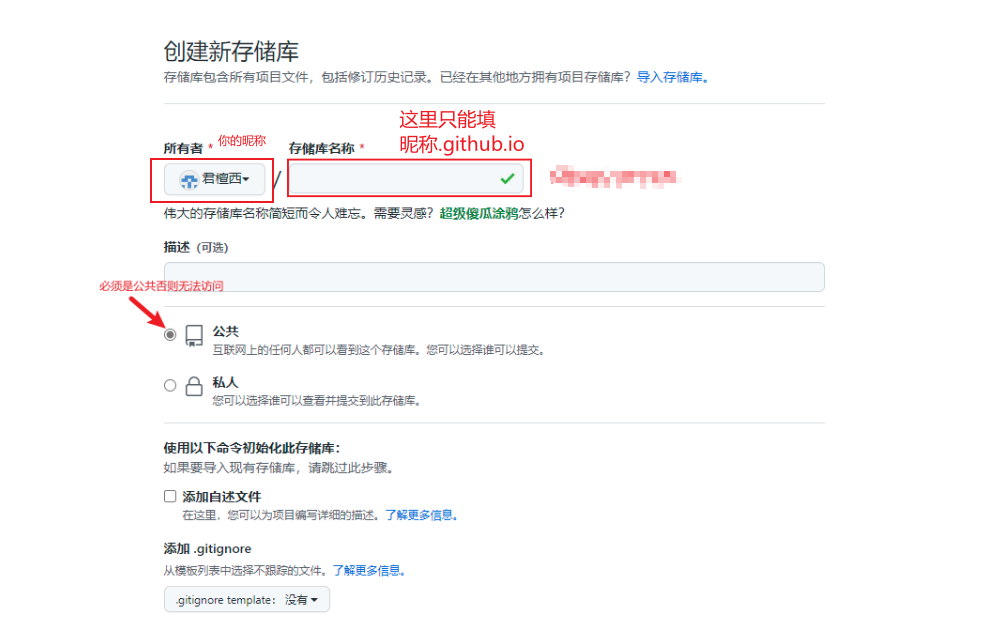 创建新存储库
存储库包含所有项目文件，包括修订历史记录。已经在其他地方拥有项目存储库？导入存储库。
这里只能填
昵称.github.io
所有者 * 你的昵称
存储库名称 *
君檀西
/
伟大的存储库名称简短而令人难忘。需要灵感？超级傻瓜涂鸦怎么样？
描述 (可选)
必须是公共否则无法访问
公共
互联网上的任何人都可以看到这个存储库。您可以选择谁可以提交。
私人
您可以选择谁可以查看并提交到此存储库。
使用以下命令初始化此存储库：
如果要导入现有存储库，请跳过此步骤。
添加自述文件
在这里，您可以为项目编写详细的描述。了解更多信息。
添加 .gitignore
从模板列表中选择不跟踪的文件。了解更多信息。
.gitignore template： 没有